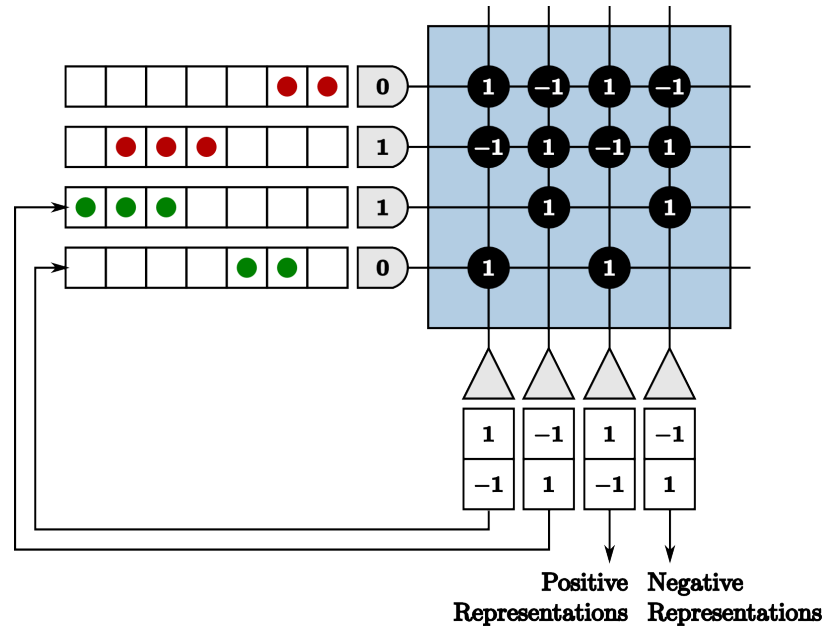 0 1 −1 1 −1
1 −1 1 −1 1
1 1 1
0 1 1
1 −1 1 −1
−1 1 −1 1
Positive Negative
Representations Representations